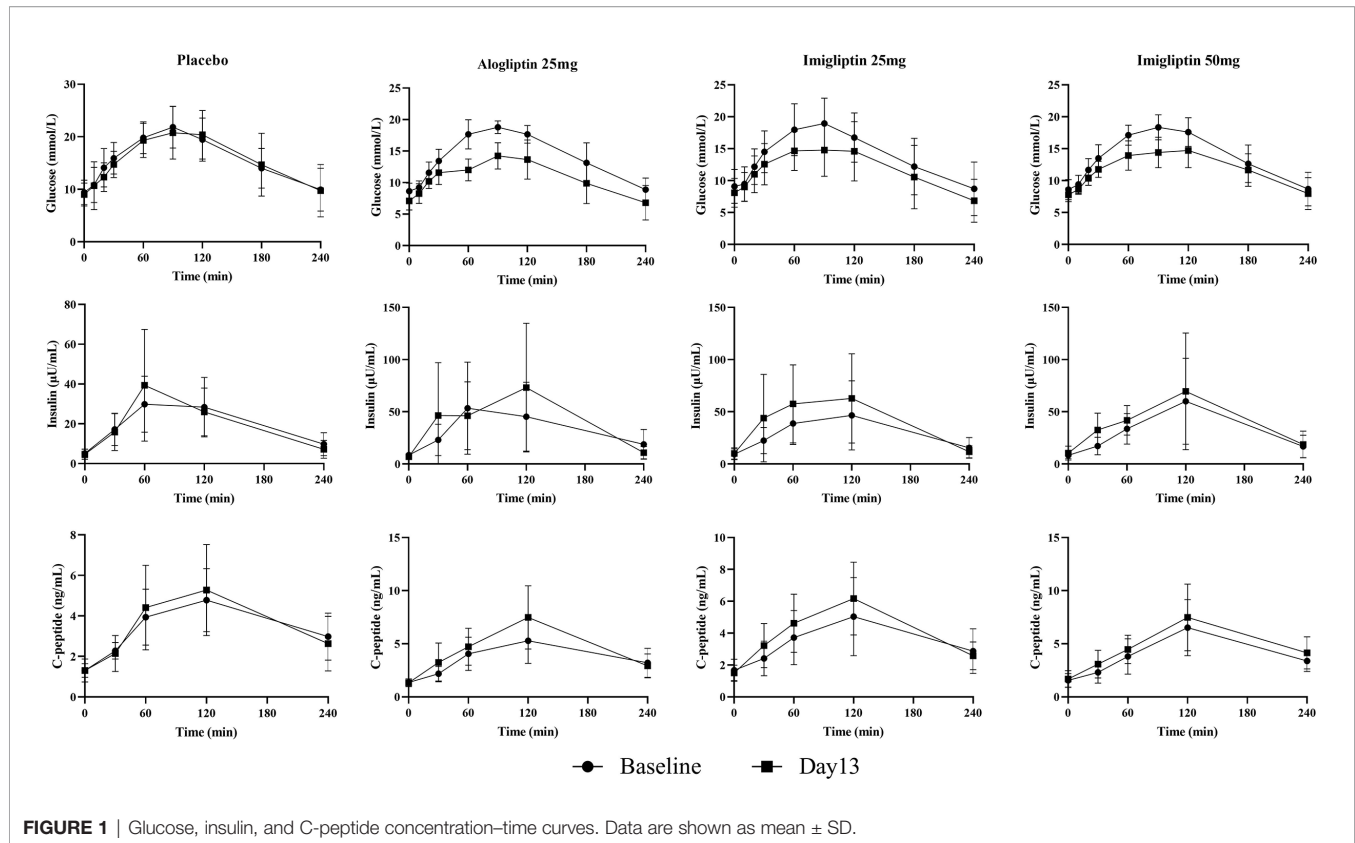 Placebo
Alogliptin 25mg
Imigliptin 25mg
Imigliptin 50mg
Glucose (mmol/L)
30
20
10
0
0 60 120 180 240
Time (min)
Glucose (mmol/L)
25
20
15
10
5
0
0 60 120 180 240
Time (min)
Glucose (mmol/L)
25
20
15
10
5
0
0 60 120 180 240
Time (min)
Glucose (mmol/L)
25
20
15
10
5
0
0 60 120 180 240
Time (min)
Insulin (μU/mL)
80
60
40
20
0
0 60 120 180 240
Time (min)
Insulin (μU/mL)
150
100
50
0
0 60 120 180 240
Time (min)
Insulin (μU/mL)
150
100
50
0
0 60 120 180 240
Time (min)
Insulin (μU/mL)
150
100
50
0
0 60 120 180 240
Time (min)
C-peptide (ng/mL)
8
6
4
2
0
0 60 120 180 240
Time (min)
C-peptide (ng/mL)
15
10
5
0
0 60 120 180 240
Time (min)
C-peptide (ng/mL)
10
8
6
4
2
0
0 60 120 180 240
Time (min)
C-peptide (ng/mL)
15
10
5
0
0 60 120 180 240
Time (min)
Baseline Day13
FIGURE 1 | Glucose, insulin, and C-peptide concentration–time curves. Data are shown as mean ± SD.